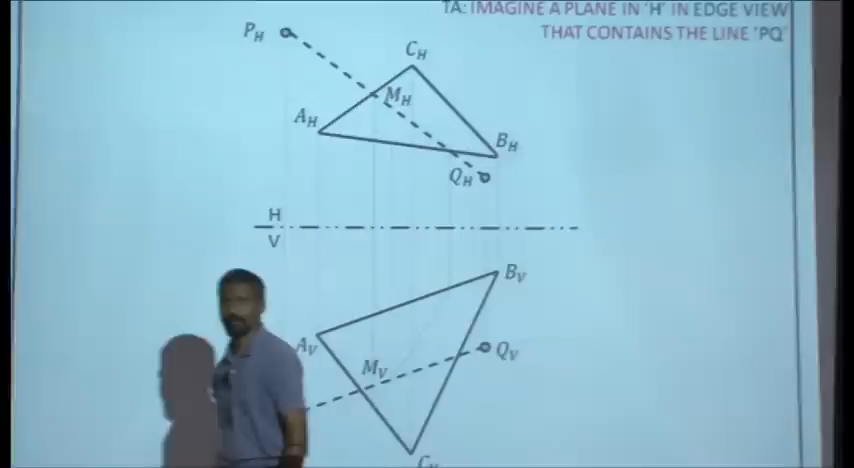 TA: IMAGINE A PLANE IN 'H' IN EDGE VIEW
THAT CONTAINS THE LINE 'PQ'
P_H
C_H
M_H
A_H
B_H
Q_H
H
V
B_V
A_V
Q_V
M_V